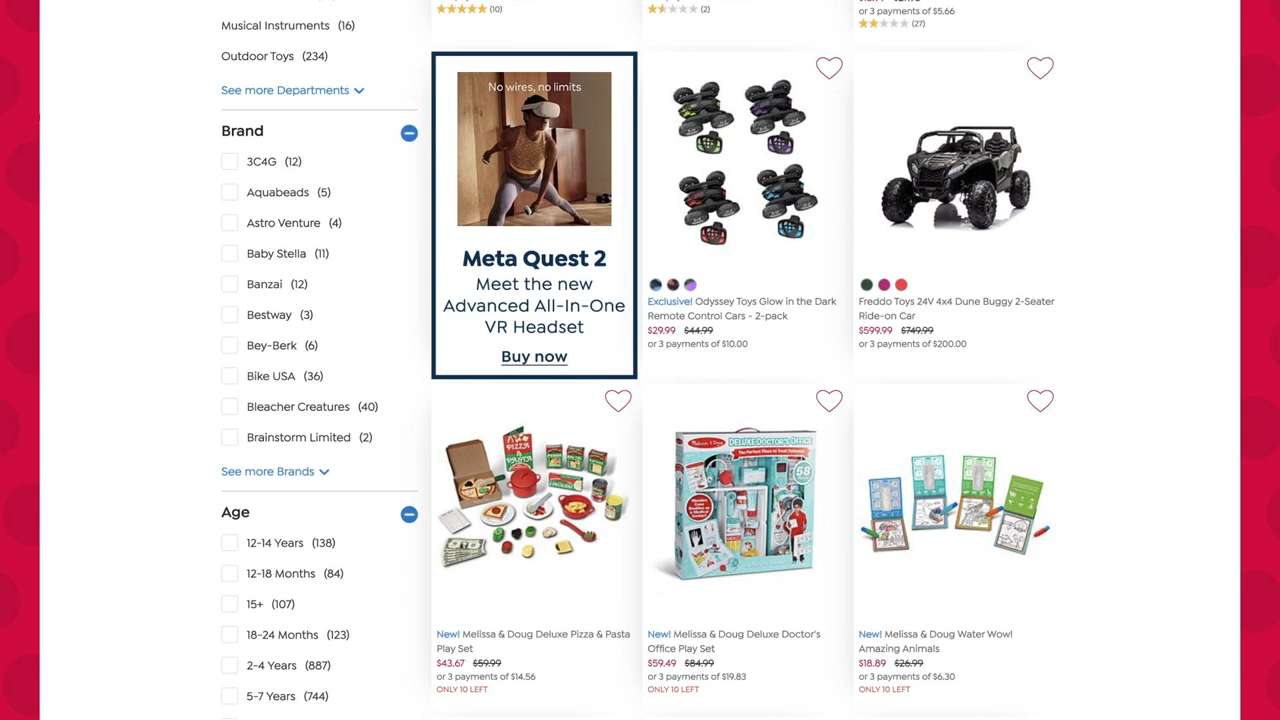 Musical Instruments (16)
Outdoor Toys (234)
See more Departments
Brand
3C4G (12)
Aquabeads (5)
Astro Venture (4)
Baby Stella (11)
Banzai (12)
Bestway (3)
Bey-Berk (6)
Bike USA (36)
Bleacher Creatures (40)
Brainstorm Limited (2)
See more Brands
Age
12-14 Years (138)
12-18 Months (84)
15+ (107)
18-24 Months (123)
2-4 Years (887)
5-7 Years (744)
(10)
(2)
or 3 payments of $5.66
(27)
No wires, no limits
Meta Quest 2
Meet the new
Advanced All-In-One
VR Headset
Buy now
Exclusive! Odyssey Toys Glow in the Dark
Remote Control Cars - 2-pack
$29.99 $44.99
or 3 payments of $10.00
Freddo Toys 24V 4x4 Dune Buggy 2-Seater
Ride-on Car
$599.99 $749.99
or 3 payments of $200.00
PIZZA
New! Melissa & Doug Deluxe Pizza & Pasta
Play Set
$43.67 $59.99
or 3 payments of $14.56
ONLY 10 LEFT
Melissa & Doug
DELUXE DOCTOR'S OFFICE
The Perfect Place to Treat Patients!
58
New! Melissa & Doug Deluxe Doctor's
Office Play Set
$59.49 $84.99
or 3 payments of $19.83
ONLY 10 LEFT
New! Melissa & Doug Water Wow!
Amazing Animals
$18.89 $26.99
or 3 payments of $6.30
ONLY 10 LEFT